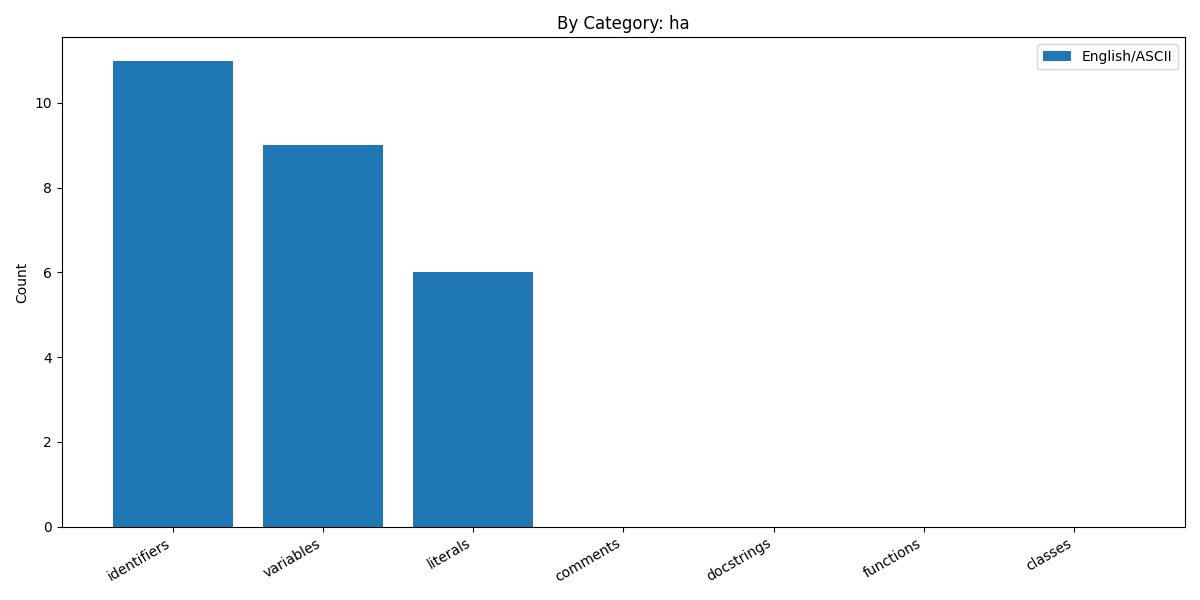 By Category: ha
English/ASCII
Count
10
8
6
4
2
0
identifiers
variables
literals
comments
docstrings
functions
classes